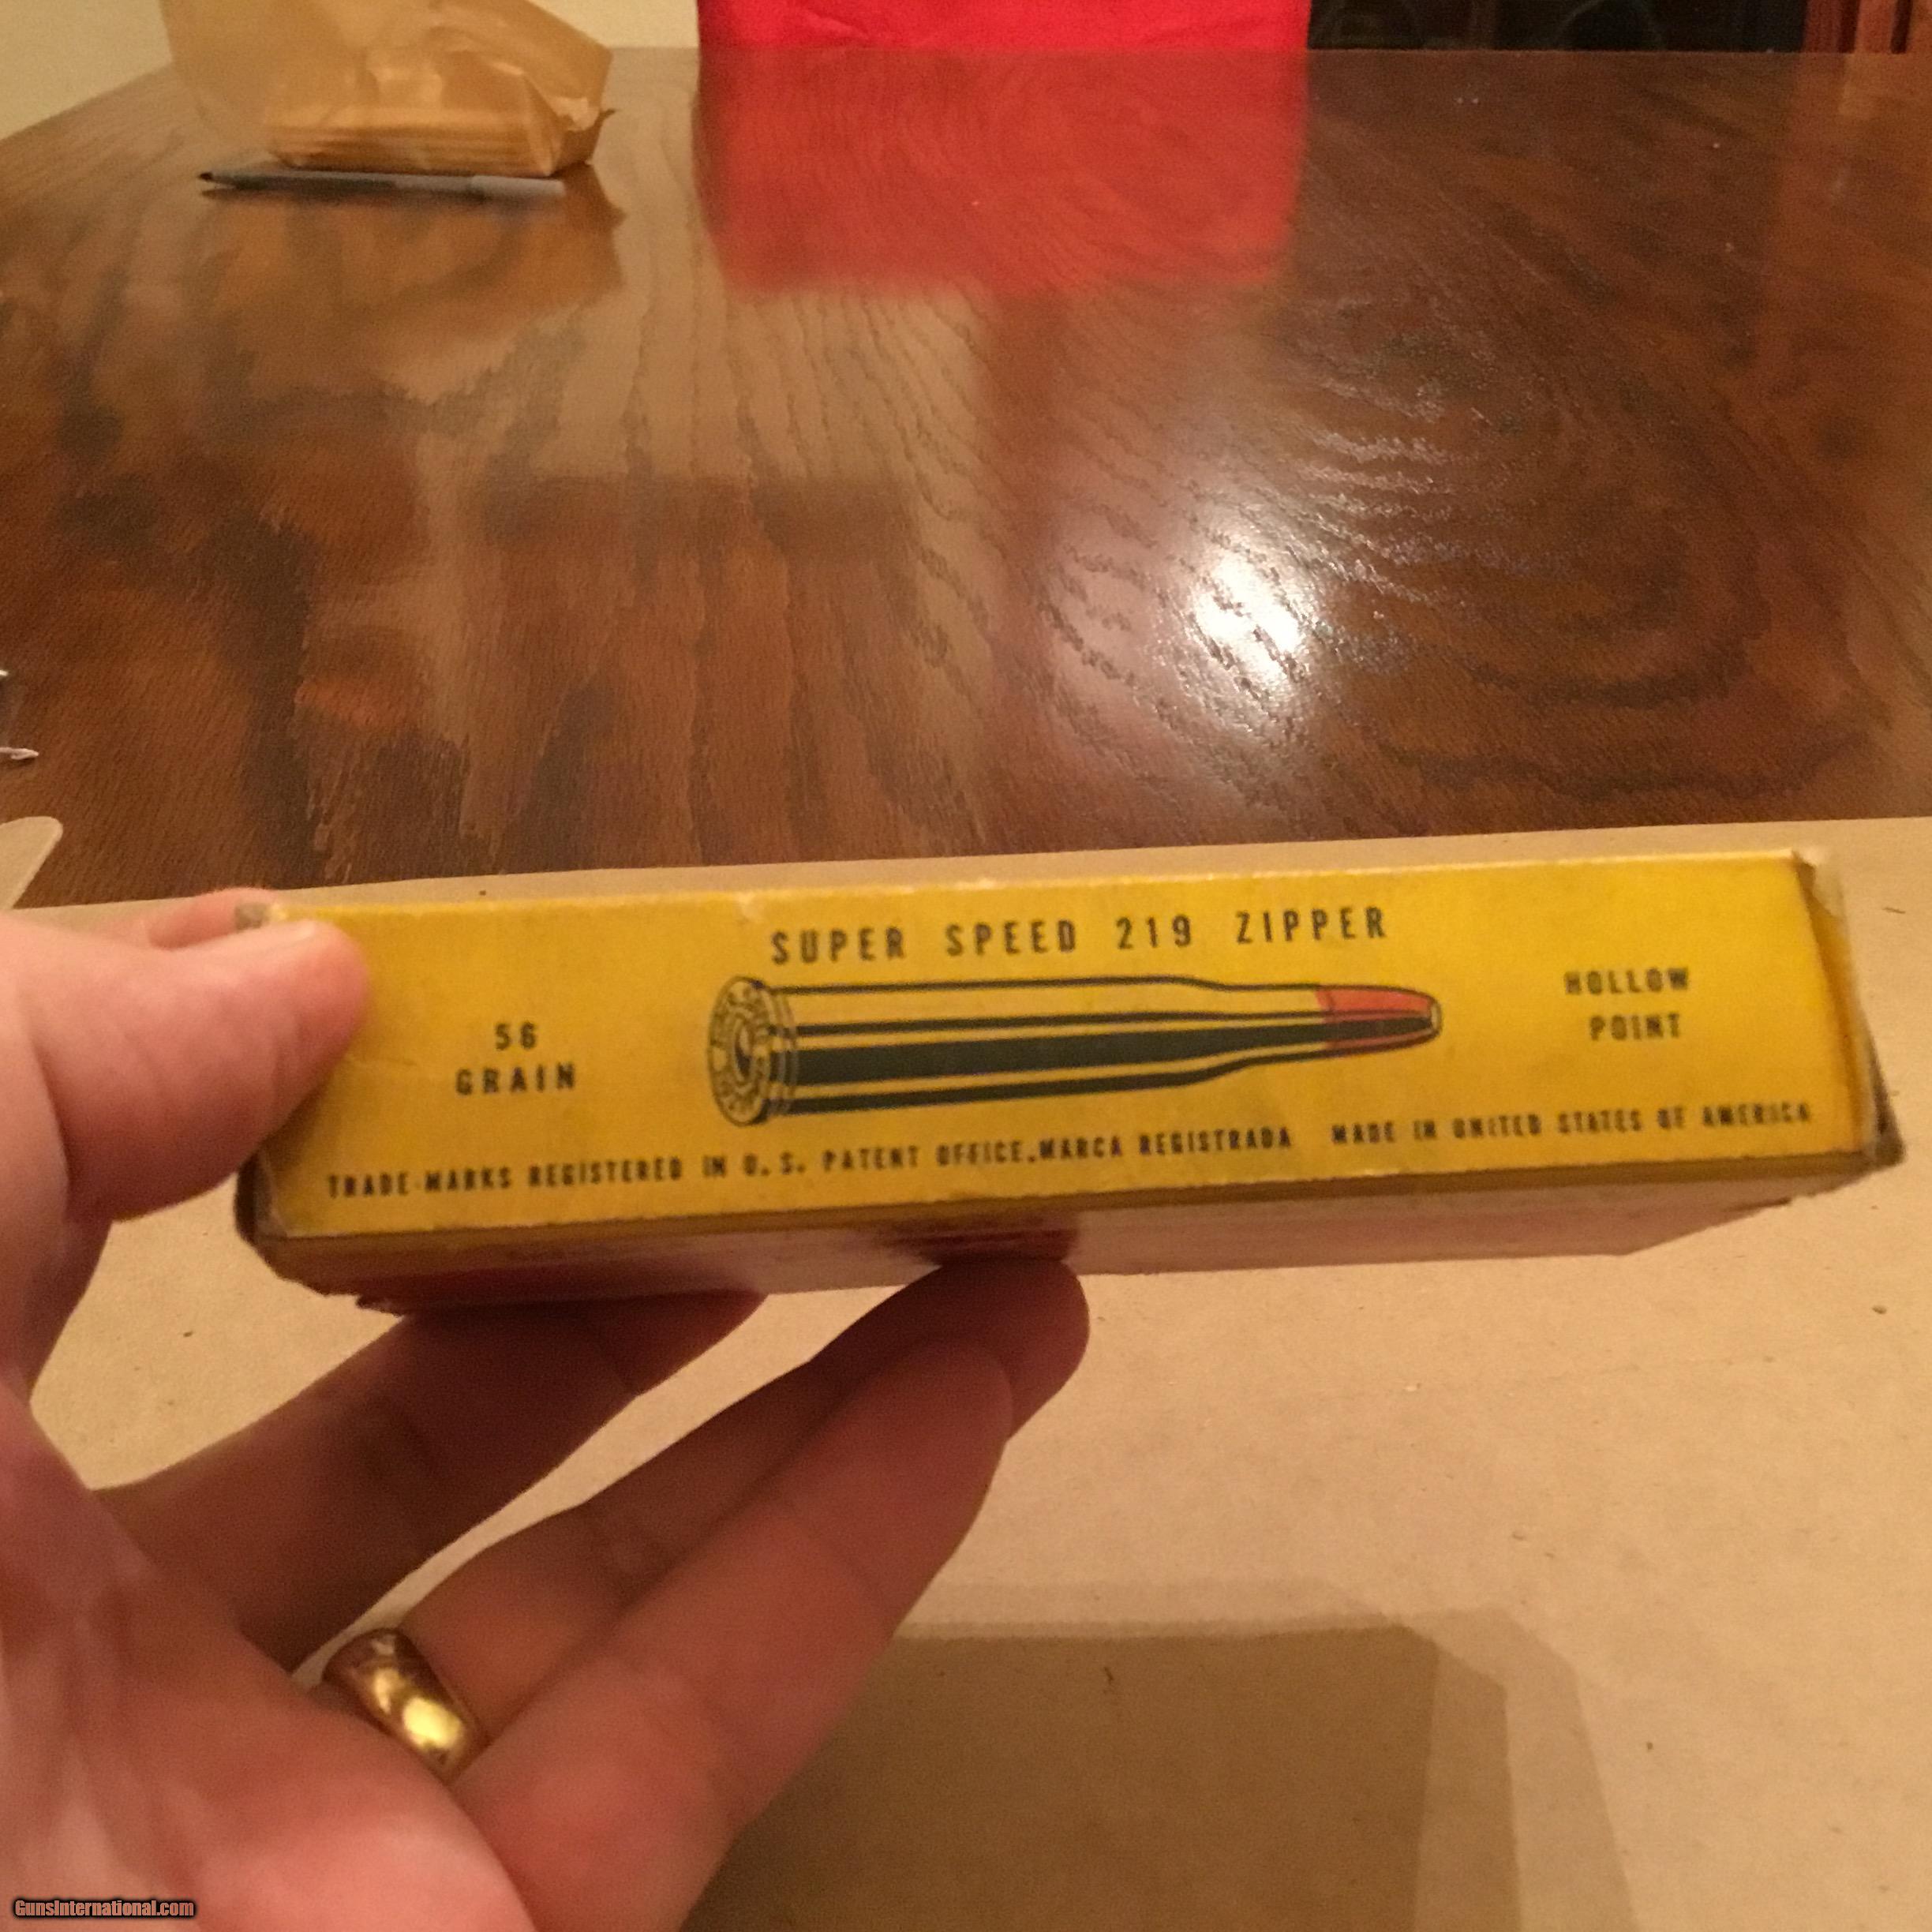 SUPER SPEED 219 ZIPPER
56
GRAIN
HOLLOW
POINT
TRADE-MARKS REGISTERED IN U.S. PATENT OFFICE.MARCA REGISTRADA MADE IN UNITED STATES OF AMERICA
GunsInternational.com